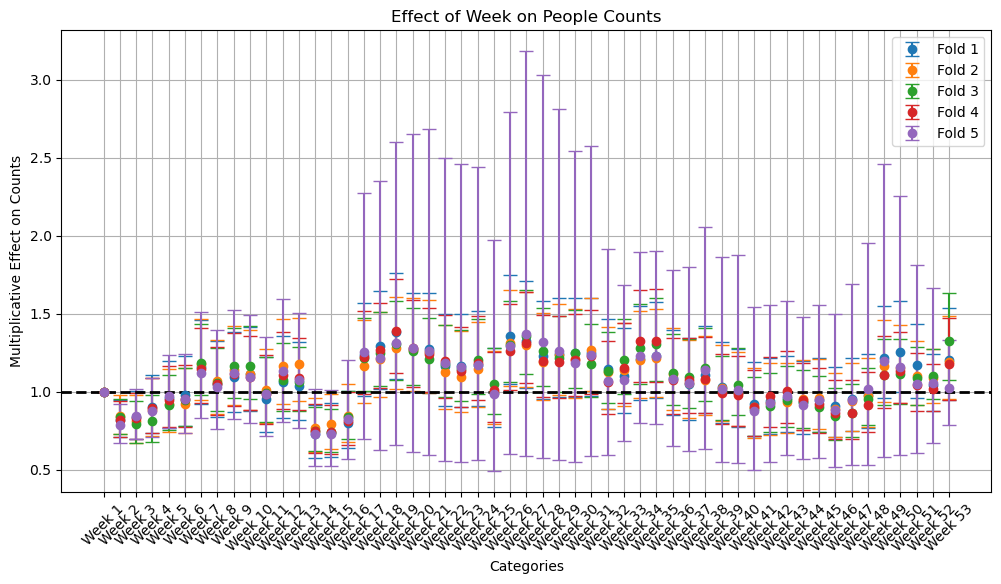 Effect of Week on People Counts
Multiplicative Effect on Counts
3.0
2.5
2.0
1.5
1.0
0.5
Fold 1
Fold 2
Fold 3
Fold 4
Fold 5
Week 1
Week 2
Week 3
Week 4
Week 5
Week 6
Week 7
Week 8
Week 9
Week 10
Week 11
Week 12
Week 13
Week 14
Week 15
Week 16
Week 17
Week 18
Week 19
Week 20
Week 21
Week 22
Week 23
Week 24
Week 25
Week 26
Week 27
Week 28
Week 29
Week 30
Week 31
Week 32
Week 33
Week 34
Week 35
Week 36
Week 37
Week 38
Week 39
Week 40
Week 41
Week 42
Week 43
Week 44
Week 45
Week 46
Week 47
Week 48
Week 49
Week 50
Week 51
Week 52
Week 53
Categories